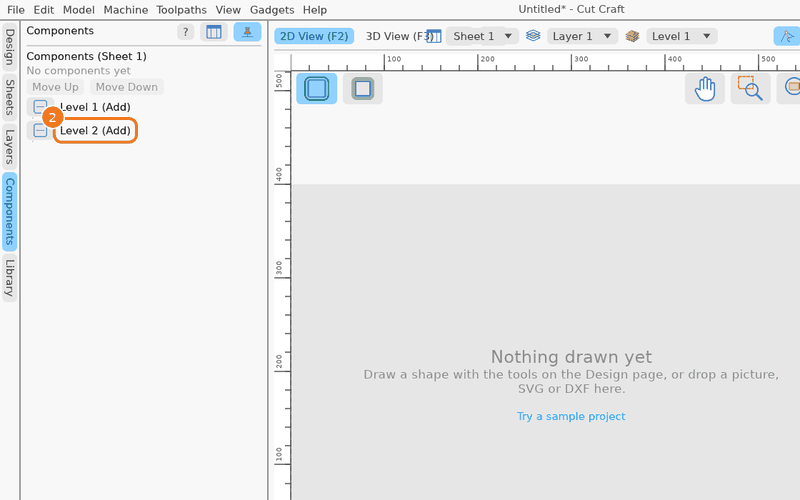 File Edit Model Machine Toolpaths View Gadgets Help
Untitled* - Cut Craft
Components
?
2D View (F2)
3D View (F3)
Sheet 1
Layer 1
Level 1
Design
Sheets
Layers
Components
Library
Components (Sheet 1)
No components yet
Move Up Move Down
Level 1 (Add)
2
Level 2 (Add)
100 200 300 400 500
500
400
300
200
100
Nothing drawn yet
Draw a shape with the tools on the Design page, or drop a picture,
SVG or DXF here.
Try a sample project